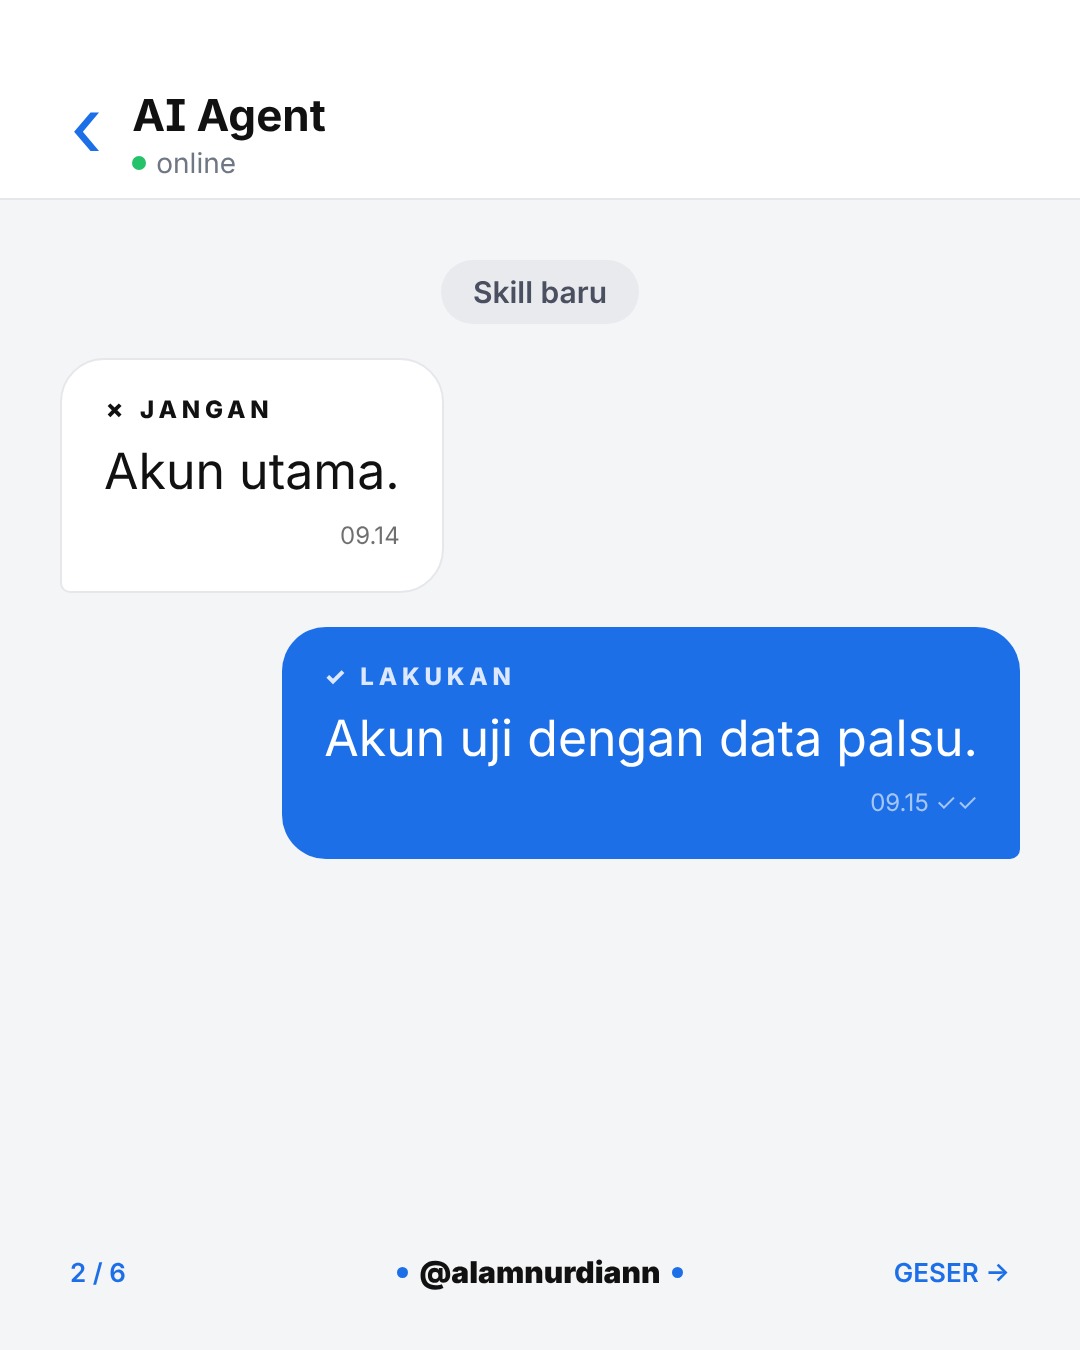 AI Agent
online
Skill baru
× JANGAN
Akun utama.
09.14
✓ LAKUKAN
Akun uji dengan data palsu.
09.15 ✓✓
2 / 6
• @alamnurdiann •
GESER →